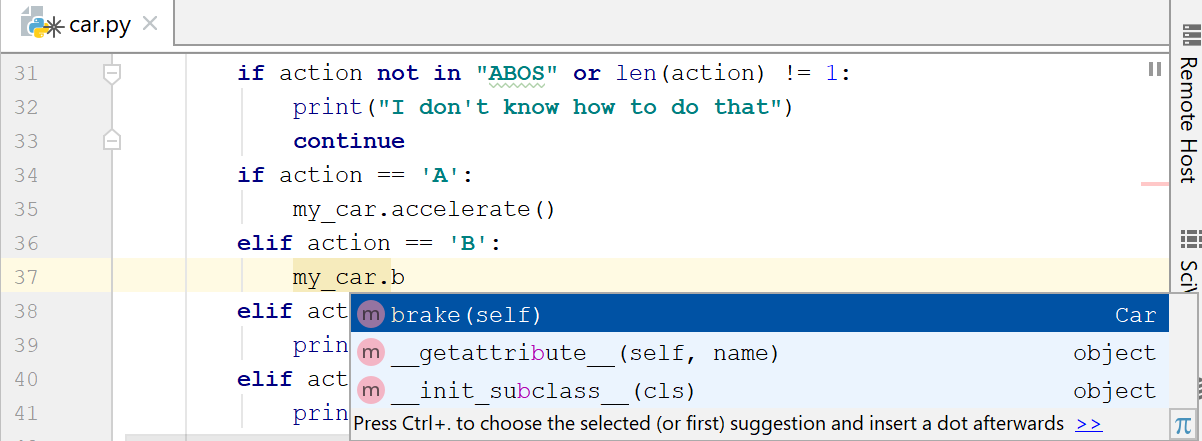 car.py
31 if action not in "ABOS" or len(action) != 1:
32 print("I don't know how to do that")
33 continue
34 if action == 'A':
35 my_car.accelerate()
36 elif action == 'B':
37 my_car.b
38 elif act
39 prin
40 elif act
41 prin
m brake(self) Car
m __getattribute__(self, name) object
m __init_subclass__(cls) object
Press Ctrl+. to choose the selected (or first) suggestion and insert a dot afterwards >>
π
Remote Host